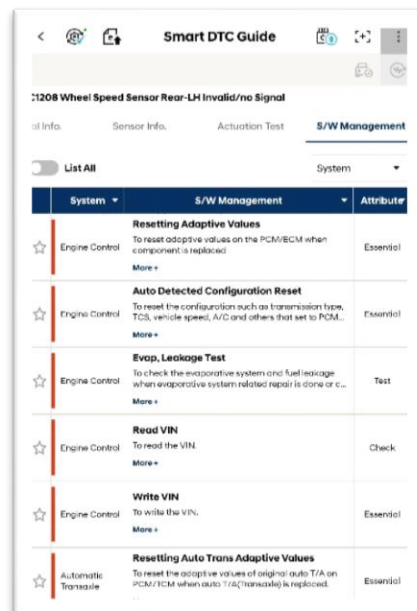 Smart DTC Guide
C1208 Wheel Speed Sensor Rear-LH Invalid/no Signal
al Info. Sensor Info. Actuation Test S/W Management
List All System
System S/W Management Attribute
Resetting Adaptive Values
Engine Control To reset adaptive values on the PCM/ECM when Essential
component is replaced
More +
Auto Detected Configuration Reset
Engine Control To reset the configuration such as transmission type, Essential
TCS, vehicle speed, A/C and others that set to PCM...
More +
Evap, Leakage Test
Engine Control To check the evaporative system and fuel leakage Test
when evaporative system related repair is done or c...
More +
Read VIN
Engine Control To read the VIN. Check
More +
Write VIN
Engine Control To write the VIN. Essential
More +
Resetting Auto Trans Adaptive Values
Automatic Transaxle To reset the adaptive values of original auto T/A on Essential
PCM/TCM when auto T/A(Transaxle) is replaced.